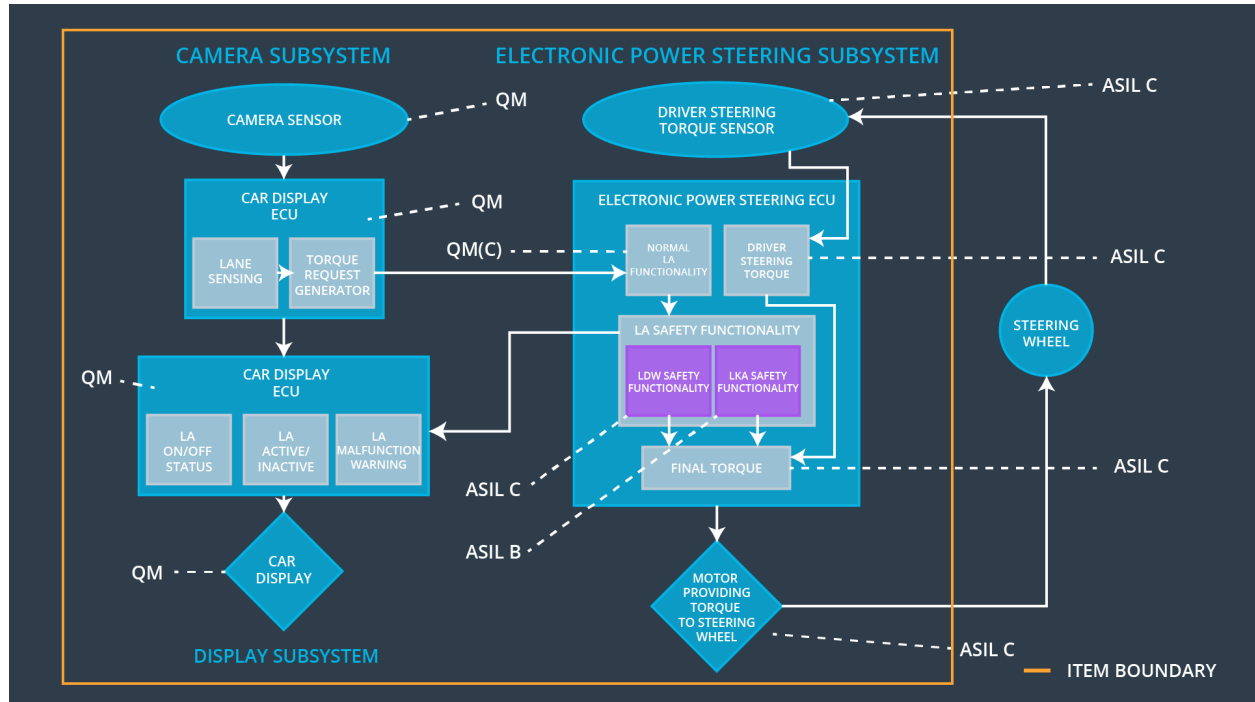 CAMERA SUBSYSTEM
ELECTRONIC POWER STEERING SUBSYSTEM
CAMERA SENSOR
QM
DRIVER STEERING
TORQUE SENSOR
ASIL C
CAR DISPLAY
ECU
QM
LANE
SENSING
TORQUE
REQUEST
GENERATOR
ELECTRONIC POWER STEERING ECU
QM(C)
NORMAL
LA
FUNCTIONALITY
DRIVER
STEERING
TORQUE
ASIL C
STEERING
WHEEL
LA SAFETY FUNCTIONALITY
LDW SAFETY
FUNCTIONALITY
LKA SAFETY
FUNCTIONALITY
QM
CAR DISPLAY
ECU
LA
ON/OFF
STATUS
LA
ACTIVE/
INACTIVE
LA
MALFUNCTION
WARNING
FINAL TORQUE
ASIL C
ASIL C
ASIL B
QM
CAR
DISPLAY
MOTOR
PROVIDING
TORQUE
TO STEERING
WHEEL
ASIL C
DISPLAY SUBSYSTEM
ITEM BOUNDARY